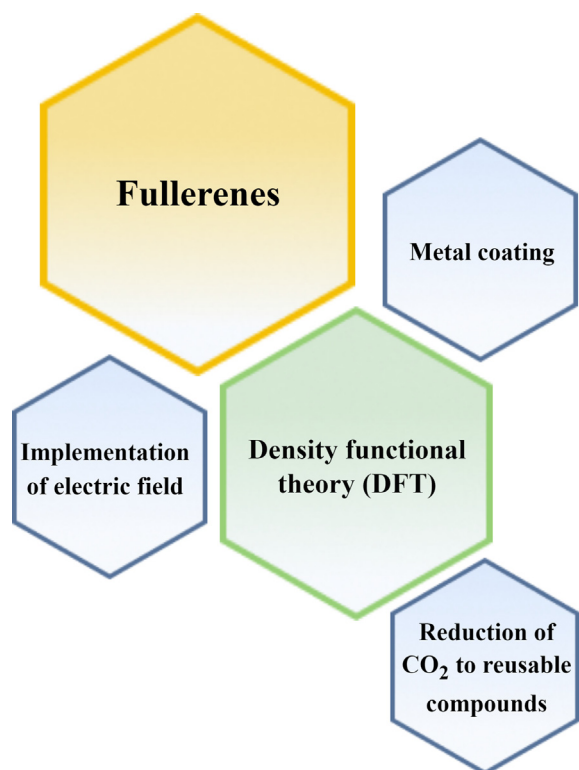 Fullerenes
Metal coating
Implementation
of electric field
Density functional
theory (DFT)
Reduction of
CO₂ to reusable
compounds